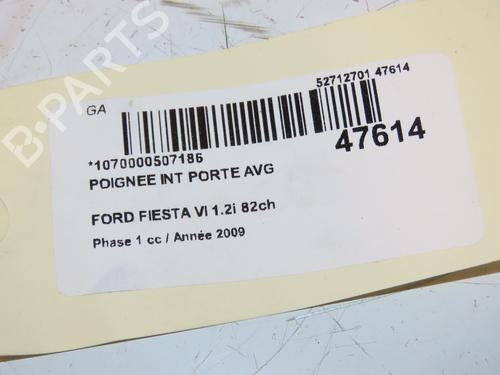 52712701 47614
GA
47614
*1070000507186
POIGNEE INT PORTE AVG
FORD FIESTA VI 1.2i 82ch
Phase 1 cc / Année 2009
B-PARTS